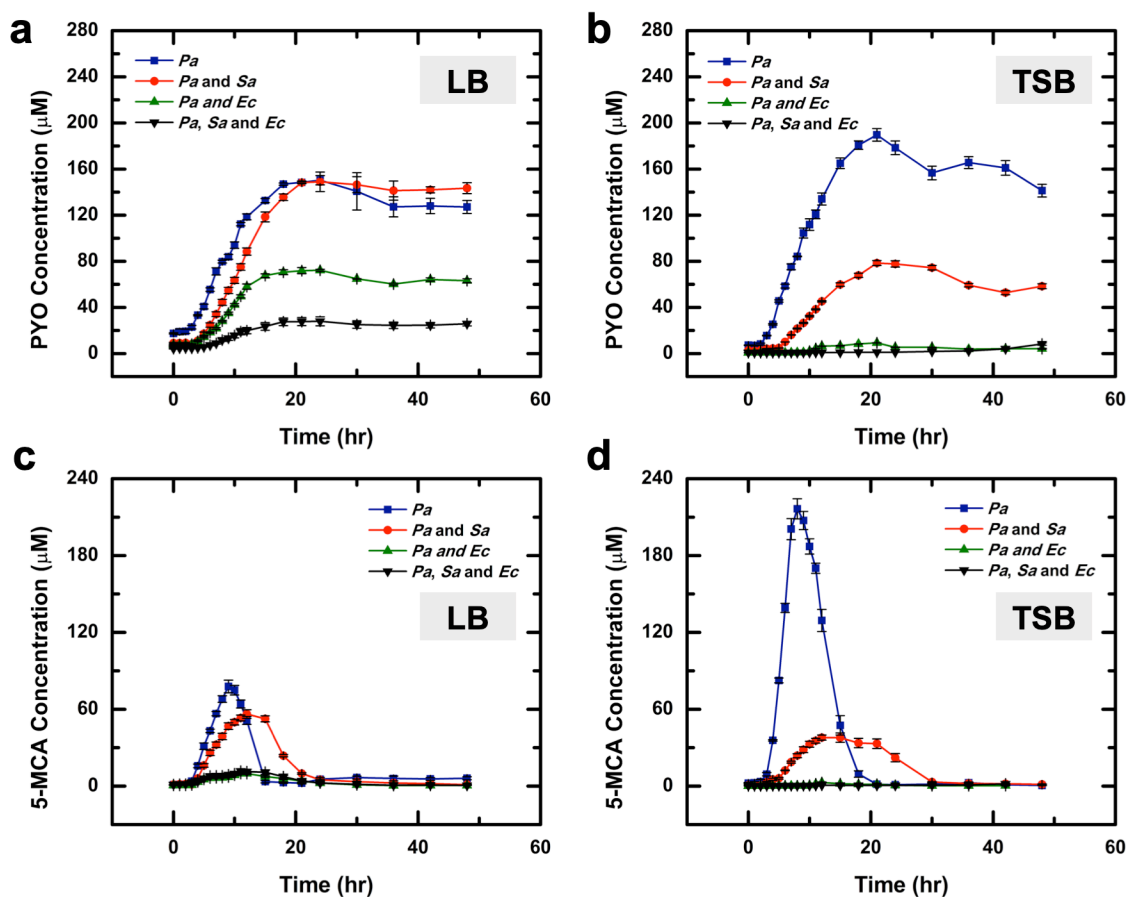 a
PYO Concentration (μM)
280
240
200
160
120
80
40
0
Pa
Pa and Sa
Pa and Ec
Pa, Sa and Ec
LB
0
20
40
60
Time (hr)
b
PYO Concentration (μM)
280
240
200
160
120
80
40
0
Pa
Pa and Sa
Pa and Ec
Pa, Sa and Ec
TSB
0
20
40
60
Time (hr)
c
5-MCA Concentration (μM)
240
180
120
60
0
Pa
Pa and Sa
Pa and Ec
Pa, Sa and Ec
LB
0
20
40
60
Time (hr)
d
5-MCA Concentration (μM)
240
180
120
60
0
Pa
Pa and Sa
Pa and Ec
Pa, Sa and Ec
TSB
0
20
40
60
Time (hr)